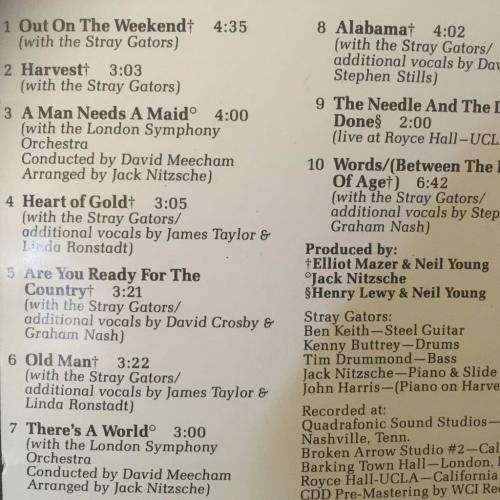 1 Out On The Weekend† 4:35
(with the Stray Gators)
2 Harvest† 3:03
(with the Stray Gators)
3 A Man Needs A Maid° 4:00
(with the London Symphony
Orchestra
Conducted by David Meecham
Arranged by Jack Nitzsche)
4 Heart of Gold† 3:05
(with the Stray Gators/
additional vocals by James Taylor &
Linda Ronstadt)
5 Are You Ready For The
Country† 3:21
(with the Stray Gators/
additional vocals by David Crosby &
Graham Nash)
6 Old Man† 3:22
(with the Stray Gators/
additional vocals by James Taylor &
Linda Ronstadt)
7 There's A World° 3:00
(with the London Symphony
Orchestra
Conducted by David Meecham
Arranged by Jack Nitzsche)
8 Alabama† 4:02
(with the Stray Gators/
additional vocals by
Stephen Stills)
9 The Needle And The
Done§ 2:00
(live at Royce Hall—UCL
10 Words/(Between The
Of Age†) 6:42
(with the Stray Gators/
additional vocals by
Graham Nash)
Produced by:
†Elliot Mazer & Neil Young
°Jack Nitzsche
§Henry Lewy & Neil Young
Stray Gators:
Ben Keith—Steel Guitar
Kenny Buttrey—Drums
Tim Drummond—Bass
Jack Nitzsche—Piano & Slide
John Harris—(Piano on
Recorded at:
Quadrafonic Sound Studios—
Nashville, Tenn.
Broken Arrow Studio #2—
Barking Town Hall—London,
Royce Hall-UCLA—California
CDD Pre-Mastering by WCI